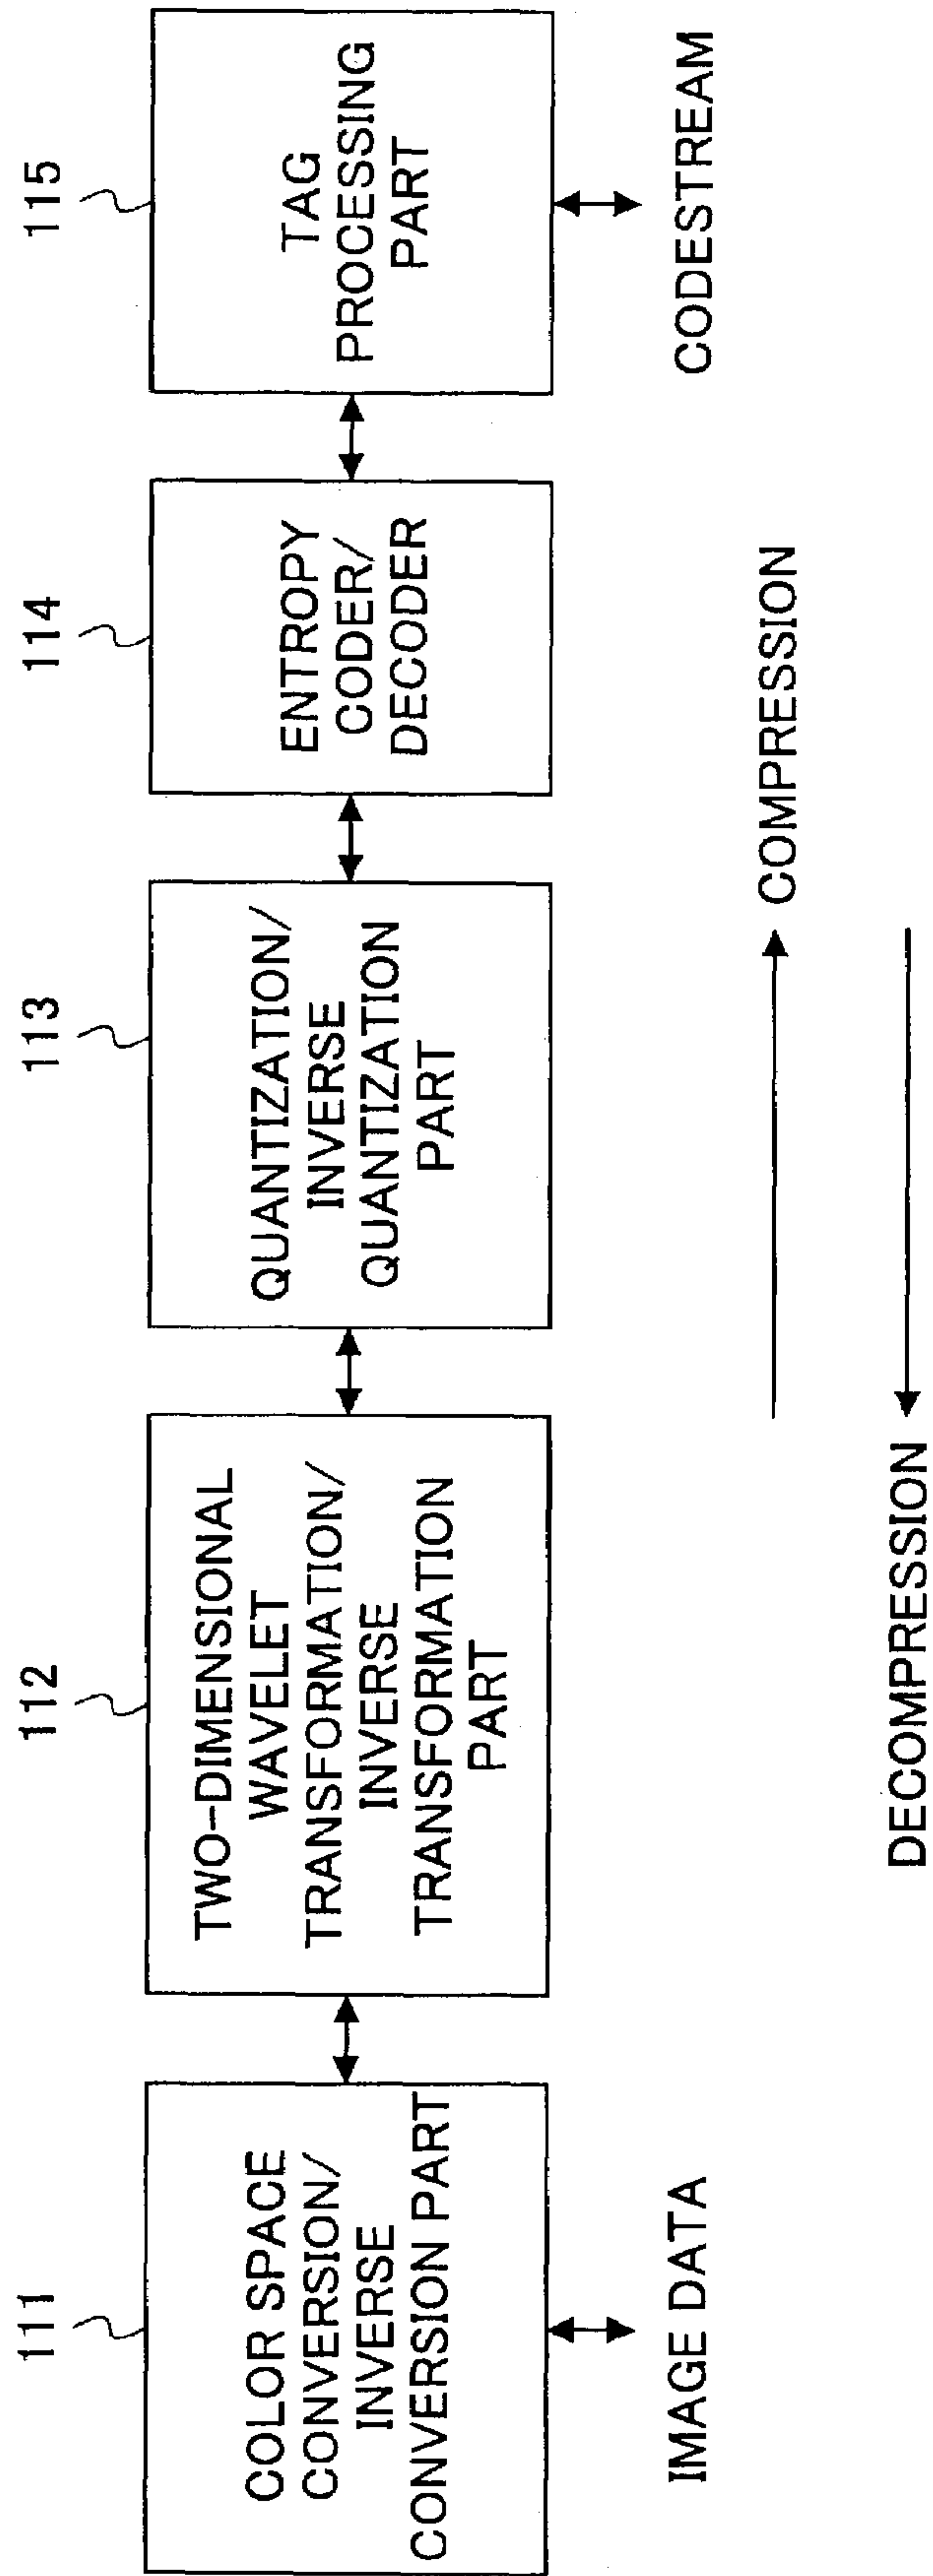 111
COLOR SPACE
CONVERSION/
INVERSE
CONVERSION PART
IMAGE DATA
112
TWO-DIMENSIONAL
WAVELET
TRANSFORMATION/
INVERSE
TRANSFORMATION
PART
113
QUANTIZATION/
INVERSE
QUANTIZATION
PART
114
ENTROPY
CODER/
DECODER
115
TAG
PROCESSING
PART
CODESTREAM
COMPRESSION
DECOMPRESSION